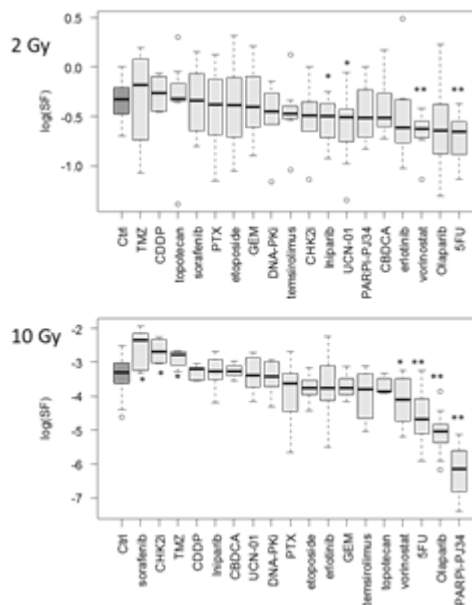 2 Gy
log(SF)
0.5
0.0
-0.5
-1.0
* * ** **
Ctrl
TMZ
CDDP
topotecan
sorafenib
PTX
etoposide
GEM
DNA-PKi
temsirolimus
CHK2i
Iniparib
UCN-01
PARPi-PJ34
CBDCA
erlotinib
vorinostat
Olaparib
5FU
10 Gy
log(SF)
-2
-3
-4
-5
-6
-7
* * * * ** ** **
Ctrl
sorafenib
CHK2i
TMZ
CDDP
Iniparib
CBDCA
UCN-01
DNA-PKi
PTX
etoposide
erlotinib
GEM
temsirolimus
topotecan
vorinostat
5FU
Olaparib
PARPi-PJ34